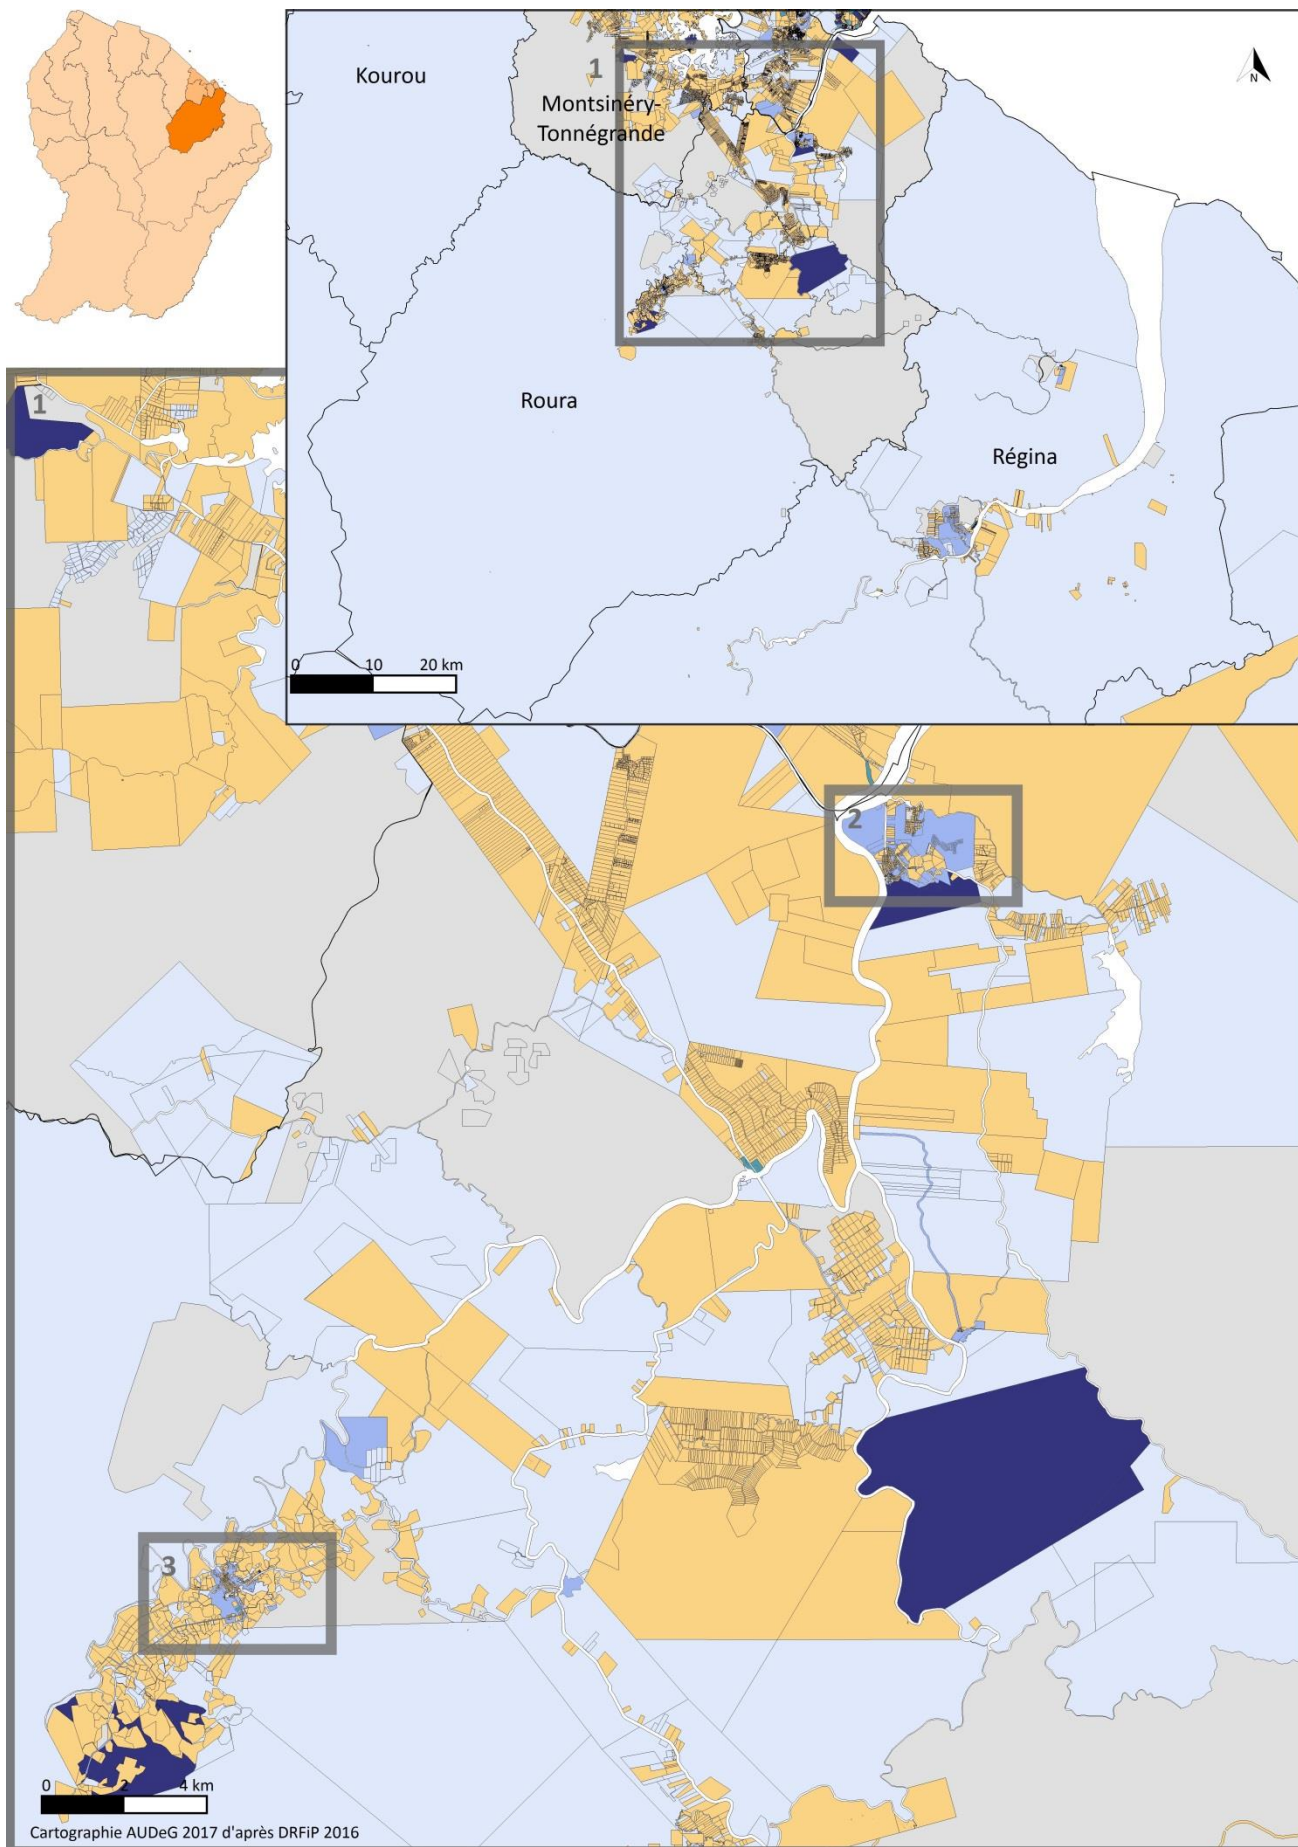 Kourou
1
Montsinéry-
Tonnégrande
N
Roura
Régina
0 10 20 km
1
2
3
0 2 4 km
Cartographie AUDeG 2017 d'après DRFiP 2016